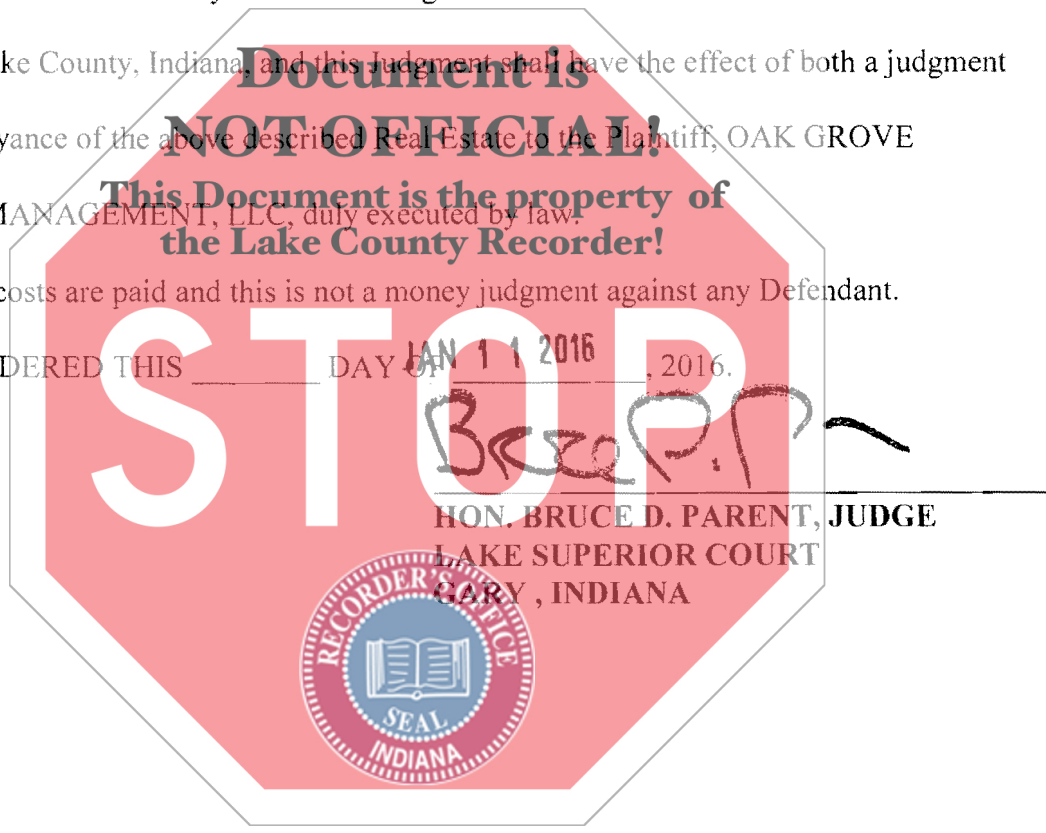 ke County, Indiana, and this Judgment shall have the effect of both a judgment
Document is
yance of the above described Real Estate to the Plaintiff, OAK GROVE
NOT OFFICIAL!
This Document is the property of
MANAGEMENT, LLC, duly executed by law.
the Lake County Recorder!
costs are paid and this is not a money judgment against any Defendant.
STOP
DERED THIS ________ DAY OF JAN 11 2016, 2016.
HON. BRUCE D. PARENT, JUDGE
LAKE SUPERIOR COURT
GARY , INDIANA
RECORDER'S OFFICE
SEAL
INDIANA